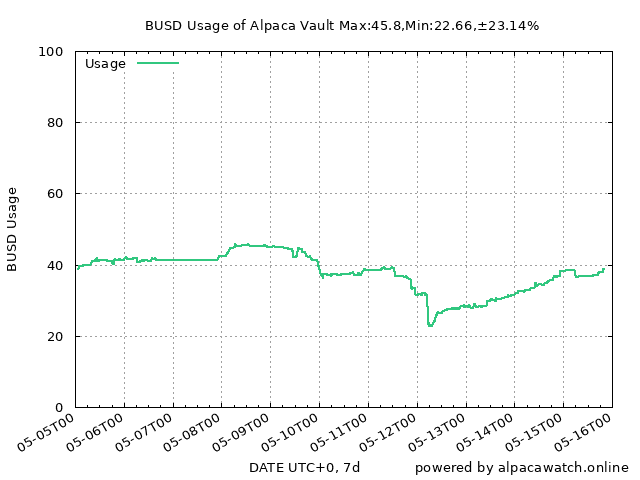 BUSD Usage of Alpaca Vault Max:45.8,Min:22.66,±23.14%
Usage
BUSD Usage
100
80
60
40
20
0
05-05T00
05-06T00
05-07T00
05-08T00
05-09T00
05-10T00
05-11T00
05-12T00
05-13T00
05-14T00
05-15T00
05-16T00
DATE UTC+0, 7d
powered by alpacawatch.online